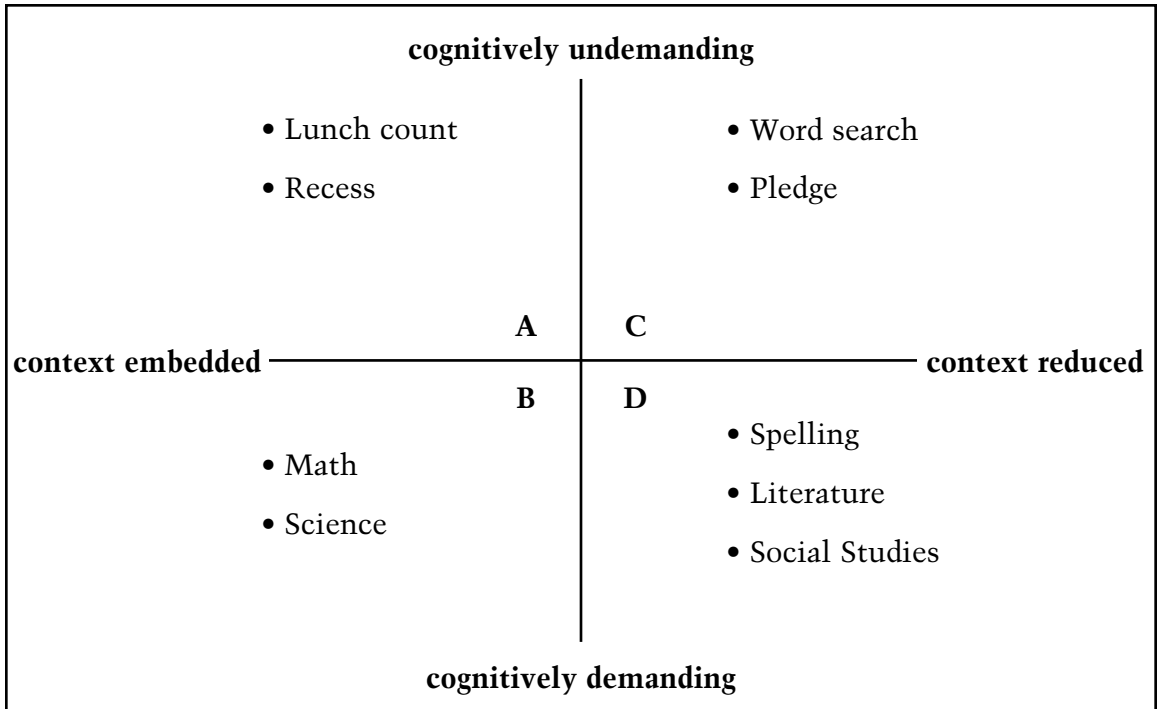 cognitively undemanding
• Lunch count
• Recess
• Word search
• Pledge
A
C
context embedded
context reduced
B
D
• Math
• Science
• Spelling
• Literature
• Social Studies
cognitively demanding